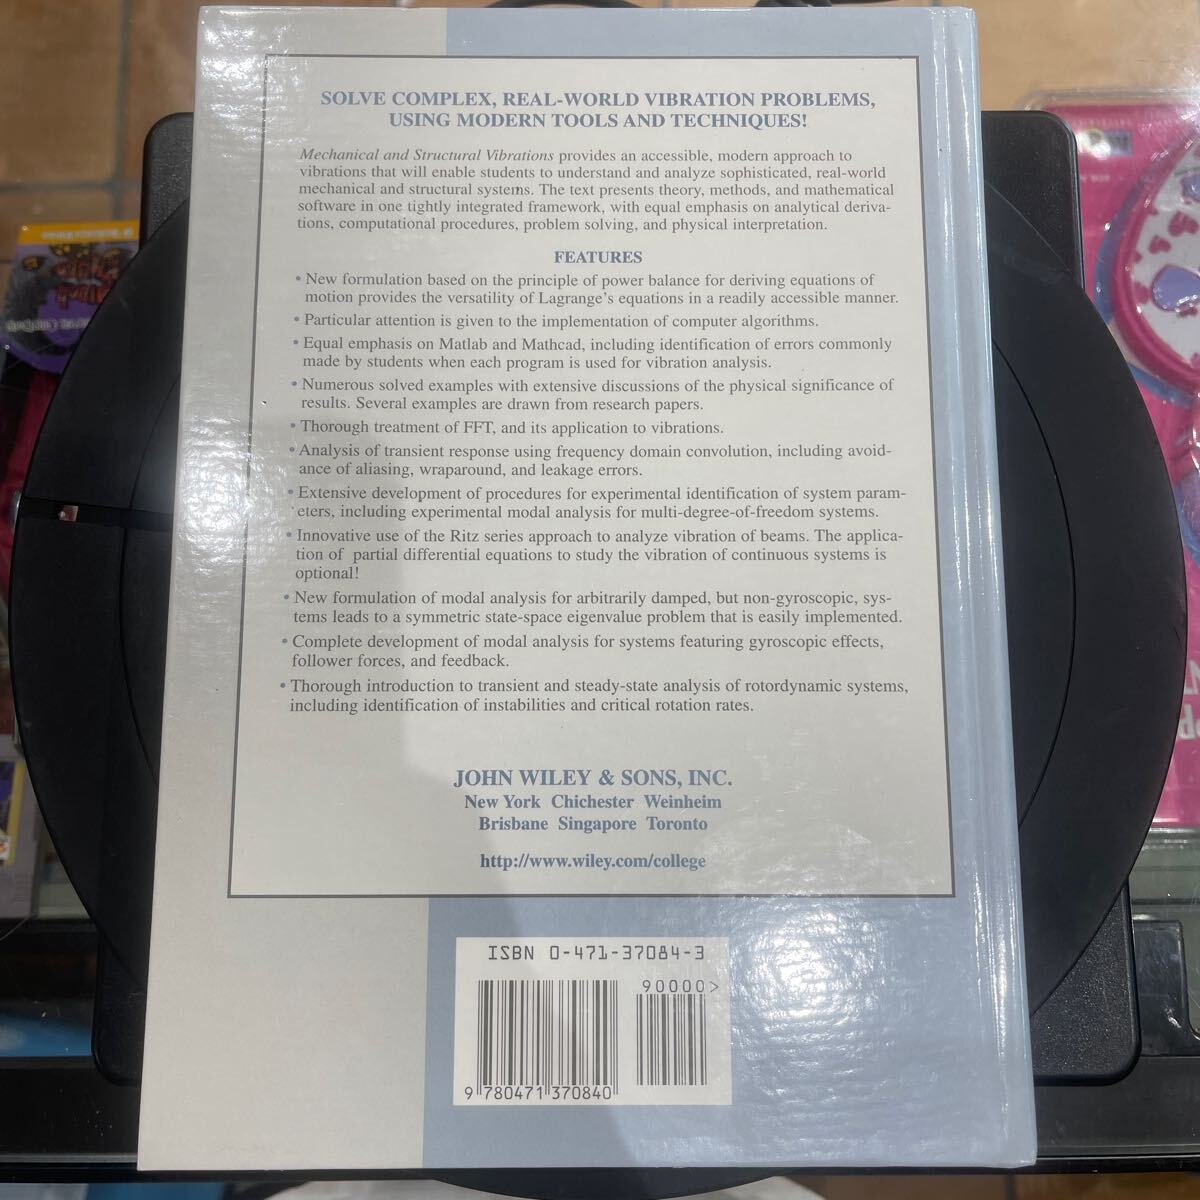 SOLVE COMPLEX, REAL-WORLD VIBRATION PROBLEMS,
USING MODERN TOOLS AND TECHNIQUES!
Mechanical and Structural Vibrations provides an accessible, modern approach to
vibrations that will enable students to understand and analyze sophisticated, real-world
mechanical and structural systems. The text presents theory, methods, and mathematical
software in one tightly integrated framework, with equal emphasis on analytical deriva-
tions, computational procedures, problem solving, and physical interpretation.
FEATURES
• New formulation based on the principle of power balance for deriving equations of
motion provides the versatility of Lagrange's equations in a readily accessible manner.
• Particular attention is given to the implementation of computer algorithms.
• Equal emphasis on Matlab and Mathcad, including identification of errors commonly
made by students when each program is used for vibration analysis.
• Numerous solved examples with extensive discussions of the physical significance of
results. Several examples are drawn from research papers.
• Thorough treatment of FFT, and its application to vibrations.
• Analysis of transient response using frequency domain convolution, including avoid-
ance of aliasing, wraparound, and leakage errors.
• Extensive development of procedures for experimental identification of system param-
eters, including experimental modal analysis for multi-degree-of-freedom systems.
• Innovative use of the Ritz series approach to analyze vibration of beams. The applica-
tion of partial differential equations to study the vibration of continuous systems is
optional!
• New formulation of modal analysis for arbitrarily damped, but non-gyroscopic, sys-
tems leads to a symmetric state-space eigenvalue problem that is easily implemented.
• Complete development of modal analysis for systems featuring gyroscopic effects,
follower forces, and feedback.
• Thorough introduction to transient and steady-state analysis of rotordynamic systems,
including identification of instabilities and critical rotation rates.
JOHN WILEY & SONS, INC.
New York Chichester Weinheim
Brisbane Singapore Toronto
http://www.wiley.com/college
ISBN 0-471-37084-3
90000>
9 780471 370840